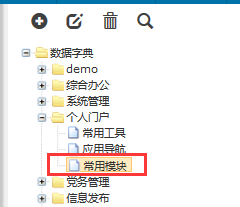 数据字典
demo
综合办公
系统管理
个人门户
常用工具
应用导航
常用模块
党务管理
信息发布